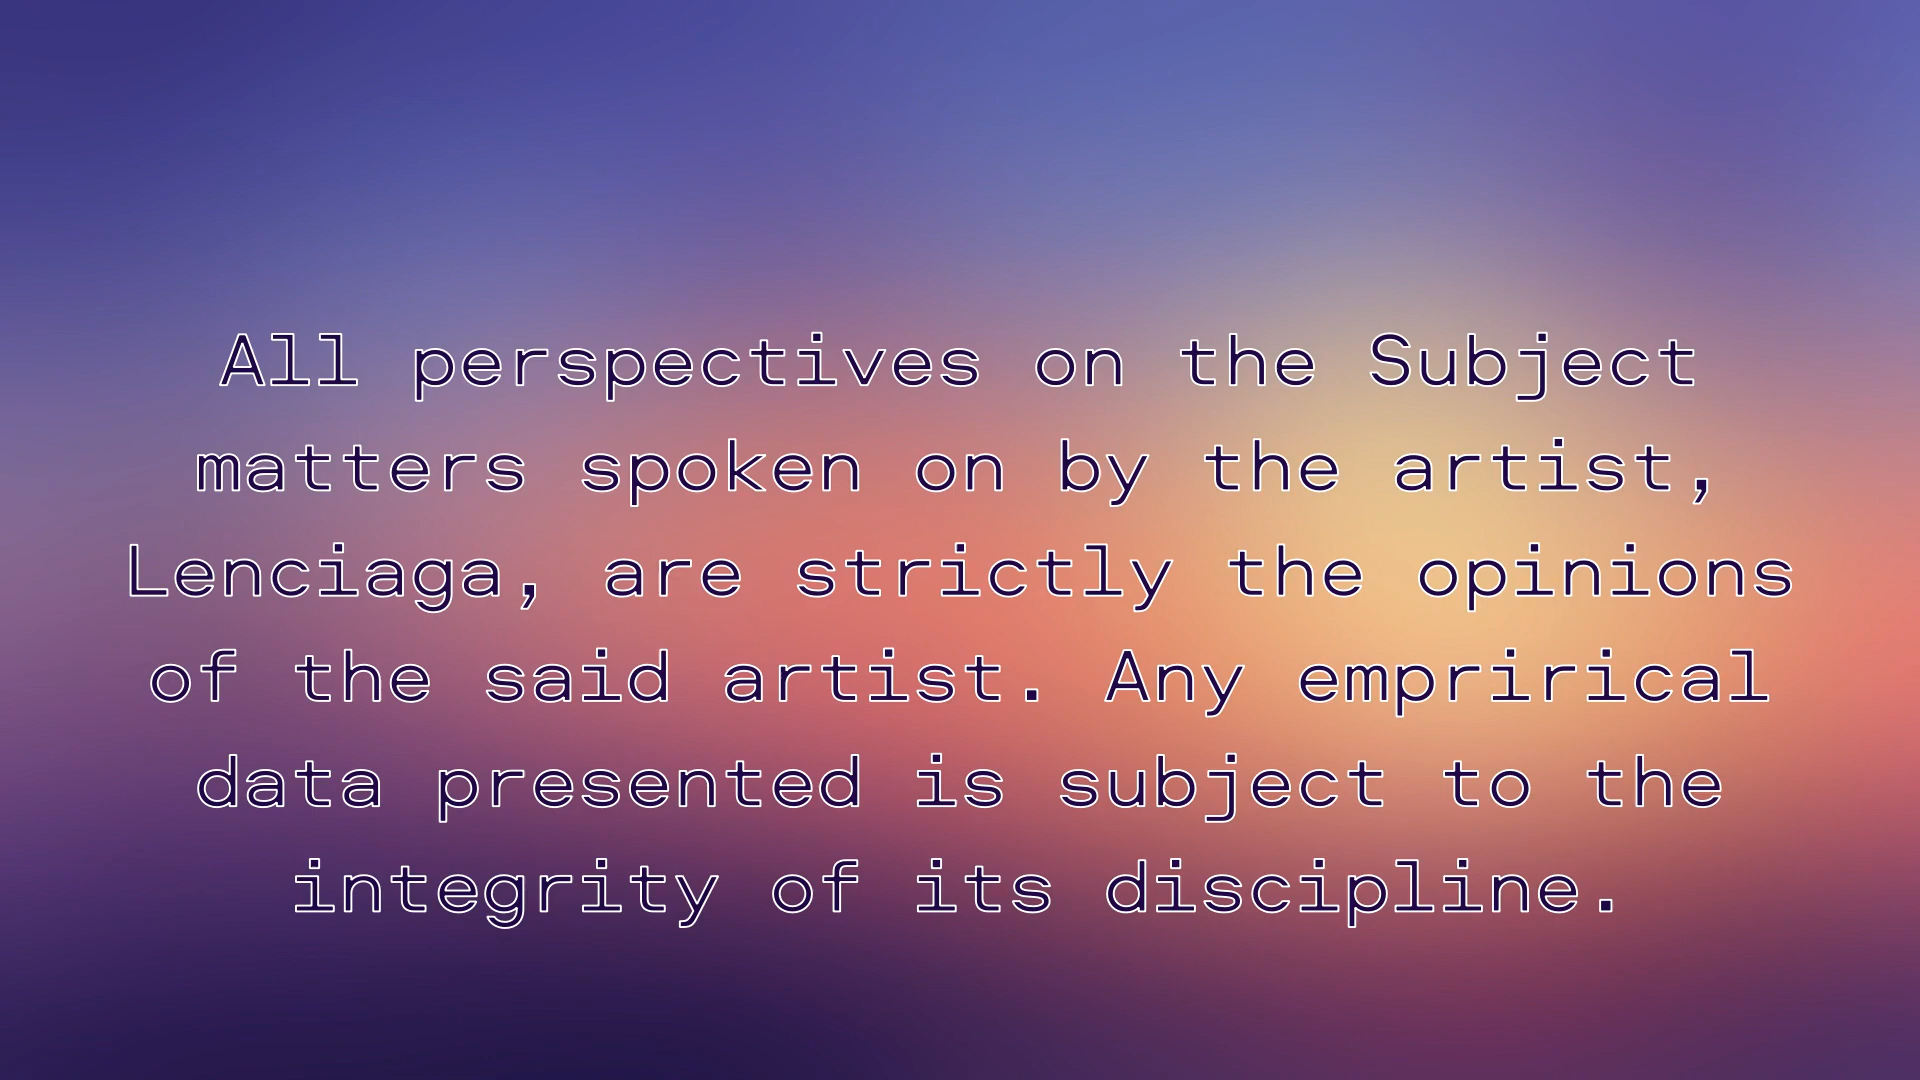 All perspectives on the Subject
matters spoken on by the artist,
Lenciaga, are strictly the opinions
of the said artist. Any emprirical
data presented is subject to the
integrity of its discipline.